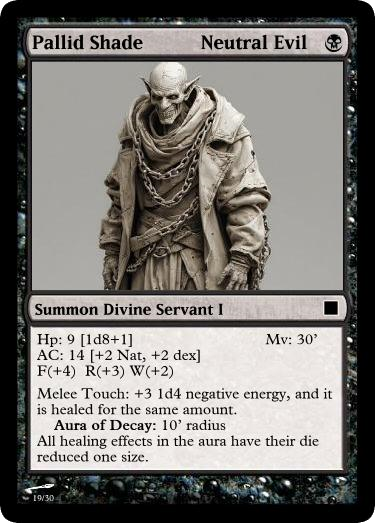 Pallid Shade Neutral Evil
Summon Divine Servant I
Hp: 9 [1d8+1] Mv: 30’
AC: 14 [+2 Nat, +2 dex]
F(+4) R(+3) W(+2)
Melee Touch: +3 1d4 negative energy, and it
is healed for the same amount.
Aura of Decay: 10’ radius
All healing effects in the aura have their die
reduced one size.
19/30